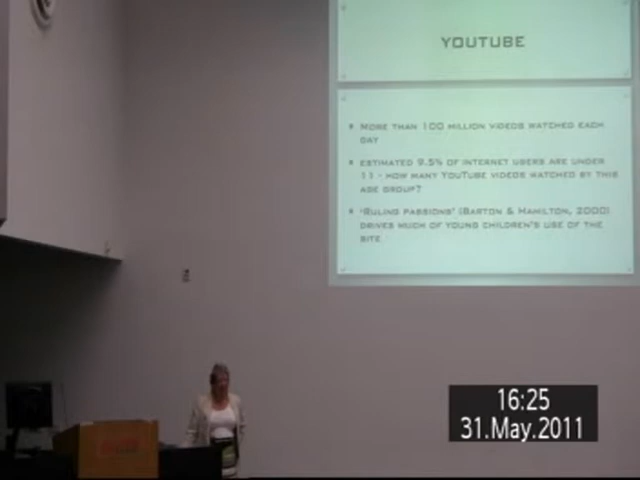 YOUTUBE
MORE THAN 100 MILLION VIDEOS WATCHED EACH
DAY
ESTIMATED 9.5% OF INTERNET USERS ARE UNDER
11 - HOW MANY YOUTUBE VIDEOS WATCHED BY THIS
AGE GROUP?
'RULING PASSIONS' (BARTON & HAMILTON, 2000)
DRIVES MUCH OF YOUNG CHILDREN'S USE OF THE
SITE
16:25
31.May.2011